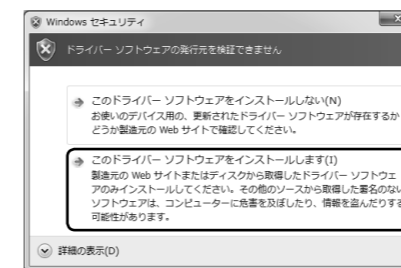 Windows セキュリティ
ドライバー ソフトウェアの発行元を検証できません
このドライバー ソフトウェアをインストールしない(N)
お使いのデバイス用の、更新されたドライバー ソフトウェアが存在するか
どうか製造元の Web サイトで確認してください。
このドライバー ソフトウェアをインストールします(I)
製造元の Web サイトまたはディスクから取得したドライバー ソフトウェ
アのみインストールしてください。その他のソースから取得した署名のない
ソフトウェアは、コンピューターに危害を及ぼしたり、情報を盗んだりする
可能性があります。
詳細の表示(D)